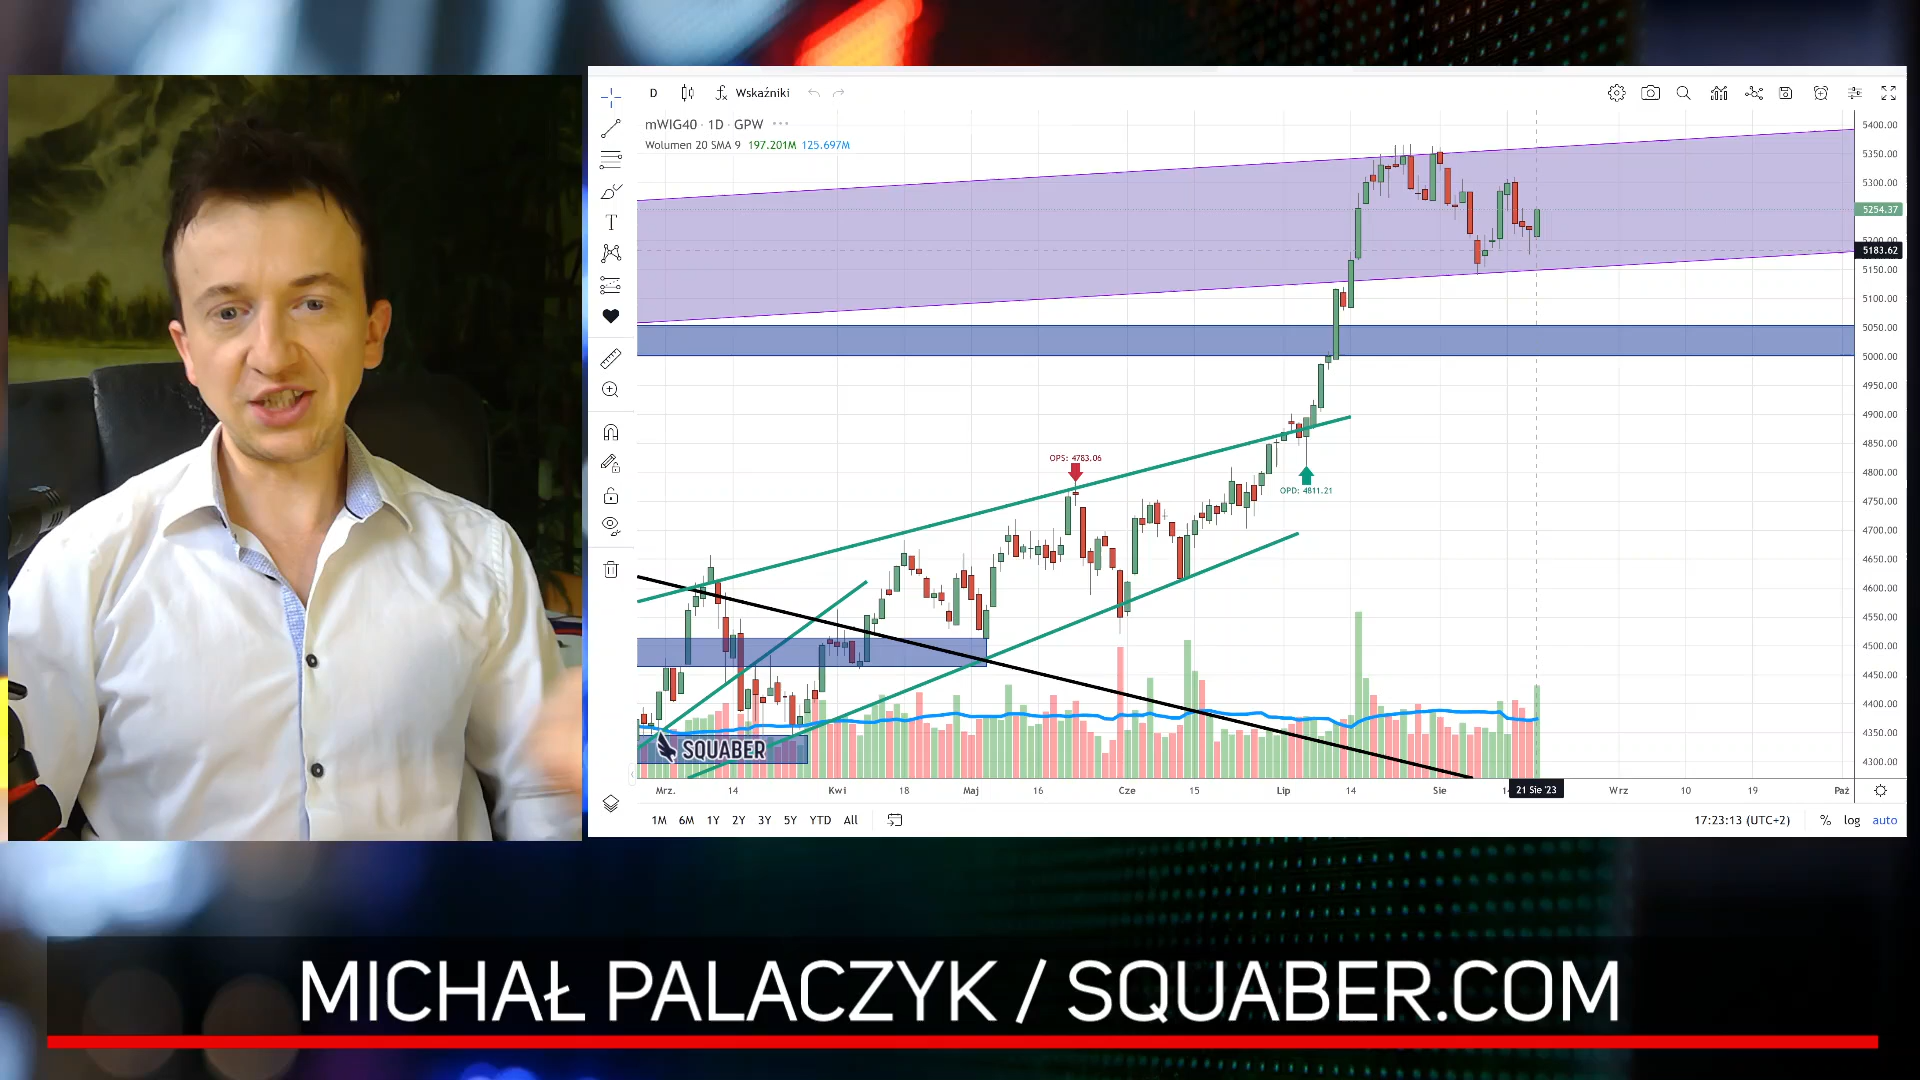 D Wskaźniki
mWIG40 · 1D · GPW
Wolumen 20 SMA 9 197.201M 125.697M
5400.00
5350.00
5300.00
5254.37
5200.00
5183.62
5150.00
5100.00
5050.00
5000.00
4950.00
4900.00
4850.00
4800.00
4750.00
4700.00
4650.00
4600.00
4550.00
4500.00
4450.00
4400.00
4350.00
4300.00
OPS: 4783.06
OPD: 4811.21
SQUABER
Mrz. 14 Kwi 18 Maj 16 Cze 15 Lip 14 Sie 21 Sie '23 Wrz 10 19 Paź
1M 6M 1Y 2Y 3Y 5Y YTD All 17:23:13 (UTC+2) % log auto
MICHAŁ PALACZYK / SQUABER.COM